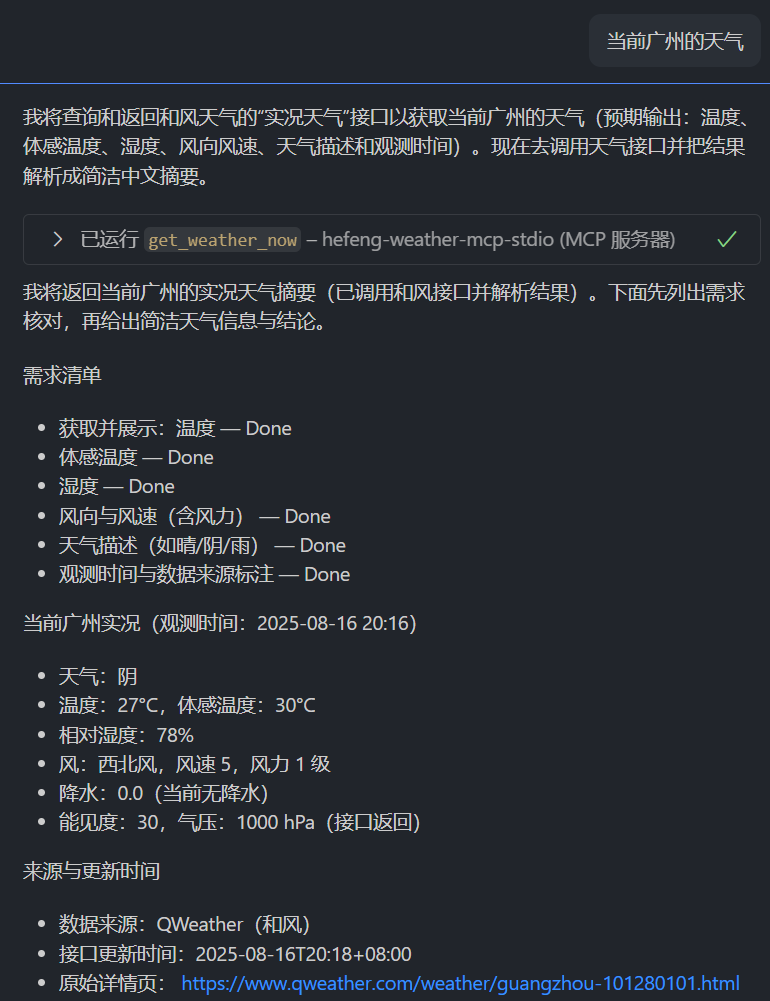 当前广州的天气
我将查询和返回和风天气的“实况天气”接口以获取当前广州的天气（预期输出：温度、
体感温度、湿度、风向风速、天气描述和观测时间）。现在去调用天气接口并把结果
解析成简洁中文摘要。
已运行 get_weather_now – hefeng-weather-mcp-stdio (MCP 服务器)
我将返回当前广州的实况天气摘要（已调用和风接口并解析结果）。下面先列出需求
核对，再给出简洁天气信息与结论。
需求清单
• 获取并展示：温度 — Done
• 体感温度 — Done
• 湿度 — Done
• 风向与风速（含风力） — Done
• 天气描述（如晴/阴/雨） — Done
• 观测时间与数据来源标注 — Done
当前广州实况（观测时间：2025-08-16 20:16）
• 天气：阴
• 温度：27°C，体感温度：30°C
• 相对湿度：78%
• 风：西北风，风速 5，风力 1 级
• 降水：0.0（当前无降水）
• 能见度：30，气压：1000 hPa（接口返回）
来源与更新时间
• 数据来源：QWeather（和风）
• 接口更新时间：2025-08-16T20:18+08:00
• 原始详情页： https://www.qweather.com/weather/guangzhou-101280101.html